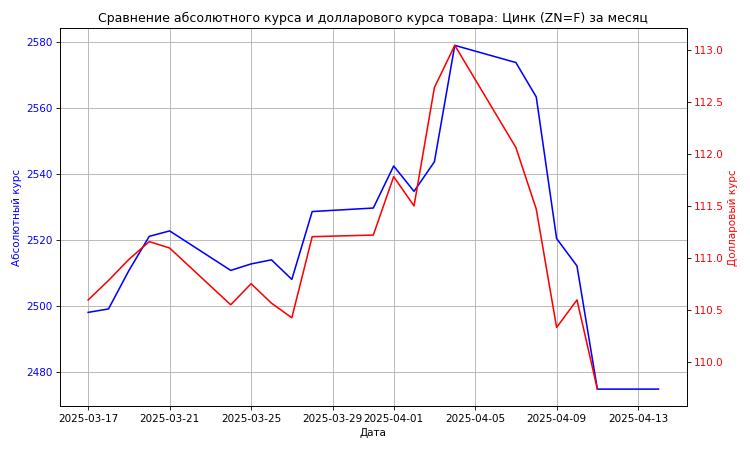 Сравнение абсолютного курса и долларового курса товара: Цинк (ZN=F) за месяц
Абсолютный курс
2580
2560
2540
2520
2500
2480
113.0
112.5
112.0
111.5
111.0
110.5
110.0
Долларовый курс
2025-03-17 2025-03-21 2025-03-25 2025-03-29 2025-04-01 2025-04-05 2025-04-09 2025-04-13
Дата